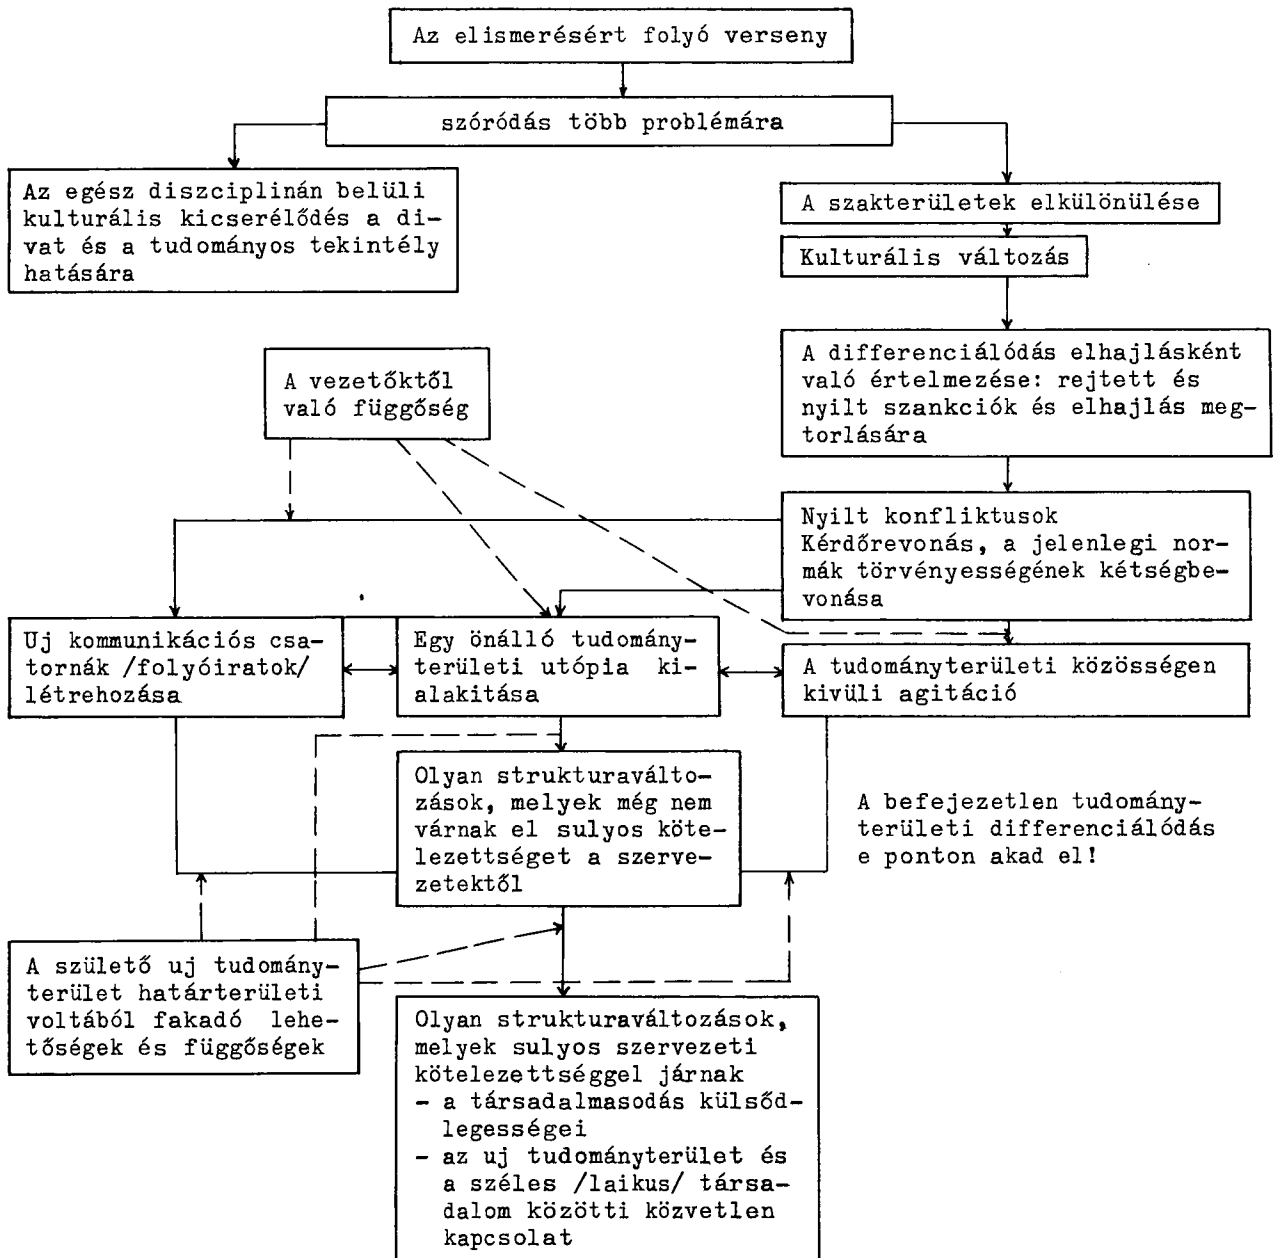 Az elismerésért folyó verseny
szóródás több problémára
Az egész diszciplinán belüli
kulturális kicserélődés a di-
vat és a tudományos tekintély
hatására
A szakterületek elkülönülése
Kulturális változás
A differenciálódás elhajlásként
való értelmezése: rejtett és
nyilt szankciók és elhajlás meg-
torlására
A vezetőktől
való függőség
Nyilt konfliktusok
Kérdőrevonás, a jelenlegi nor-
mák törvényességének kétségbe-
vonása
Uj kommunikációs csa-
tornák /folyóiratok/
létrehozása
Egy önálló tudomány-
területi utópia ki-
alakitása
A tudományterületi közösségen
kivüli agitáció
Olyan strukturaválto-
zások, melyek még nem
várnak el sulyos köte-
lezettséget a szerve-
zetektől
A befejezetlen tudomány-
területi differenciálódás
e ponton akad el!
A születő uj tudomány-
terület határterületi
voltából fakadó lehe-
tőségek és függőségek
Olyan strukturaváltozások,
melyek sulyos szervezeti
kötelezettséggel járnak
- a társadalmasodás külsőd-
legességei
- az uj tudományterület és
a széles /laikus/ társa-
dalom közötti közvetlen
kapcsolat